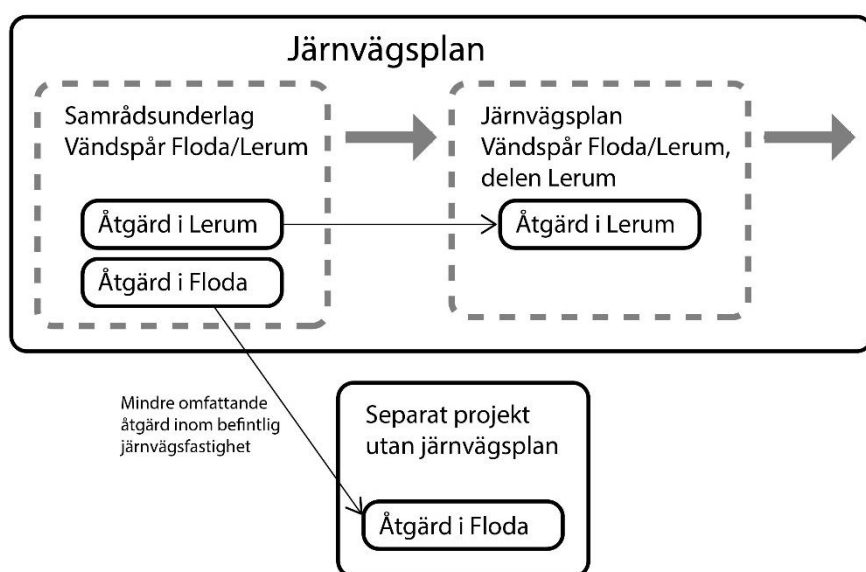 Järnvägsplan
Samrådsunderlag
Vändspår Floda/Lerum
Åtgärd i Lerum
Åtgärd i Floda
Järnvägsplan
Vändspår Floda/Lerum,
delen Lerum
Åtgärd i Lerum
Mindre omfattande
åtgärd inom befintlig
järnvägsfastighet
Separat projekt
utan järnvägsplan
Åtgärd i Floda